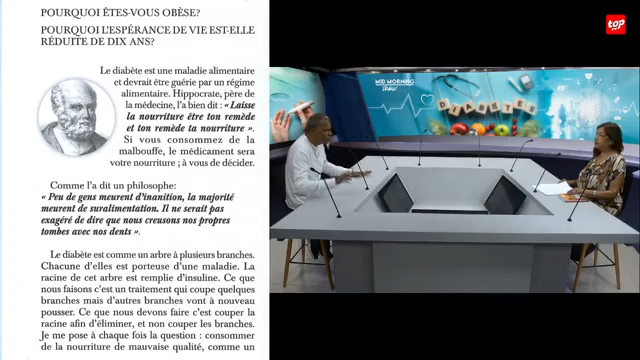 POURQUOI ÊTES-VOUS OBÈSE?
POURQUOI L'ESPÉRANCE DE VIE EST-ELLE
RÉDUITE DE DIX ANS?
Le diabète est une maladie alimentaire
et devrait être guérie par un régime
alimentaire. Hippocrate, père de
la médecine, l'a bien dit : « Laisse
la nourriture être ton remède
et ton remède ta nourriture ».
Si vous consommez de la
malbouffe, le médicament sera
votre nourriture ; à vous de décider.
Comme l'a dit un philosophe:
« Peu de gens meurent d'inanition, la majorité
meurent de suralimentation. Il ne serait pas
exagéré de dire que nous creusons nos propres
tombes avec nos dents ».
Le diabète est comme un arbre à plusieurs branches.
Chacune d'elles est porteuse d'une maladie. La
racine de cet arbre est remplie d'insuline. Ce que
nous faisons c'est un traitement qui coupe quelques
branches mais d'autres branches vont à nouveau
pousser. Ce que nous devons faire c'est couper la
racine afin d'éliminer, et non couper les branches.
Je me pose à chaque fois la question : consommer
de la nourriture de mauvaise qualité, comme un
top
MID MORNING
Show
DIABETES